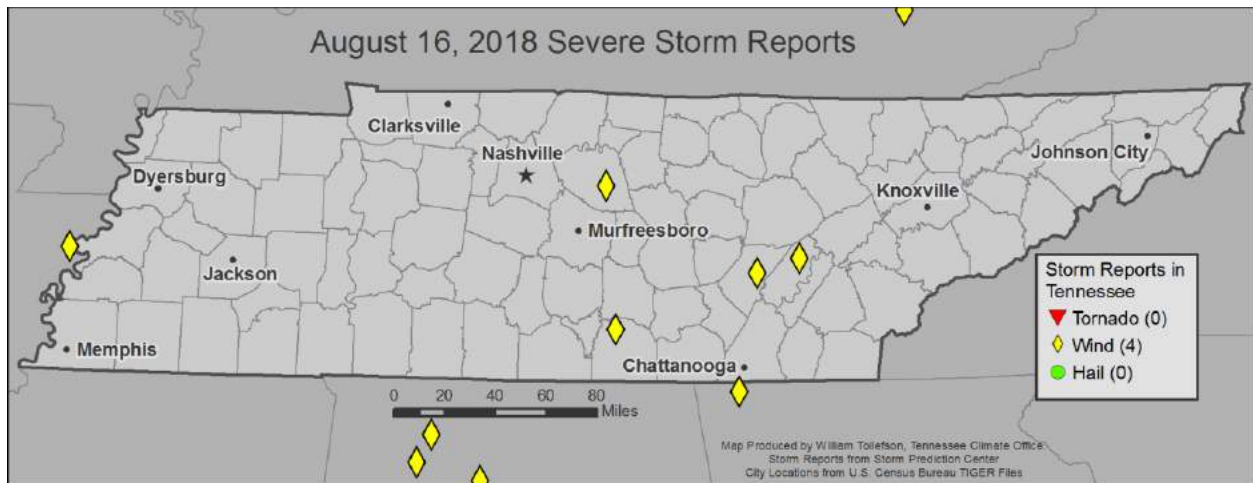 August 16, 2018 Severe Storm Reports
Clarksville
Nashville
Johnson City
Dyersburg
Knoxville
Murfreesboro
Jackson
Storm Reports in
Tennessee
Tornado (0)
Wind (4)
Hail (0)
Memphis
Chattanooga
0 20 40 60 80
Miles
Map Produced by William Tollefson, Tennessee Climate Office
Storm Reports from Storm Prediction Center
City Locations from U.S. Census Bureau TIGER Files